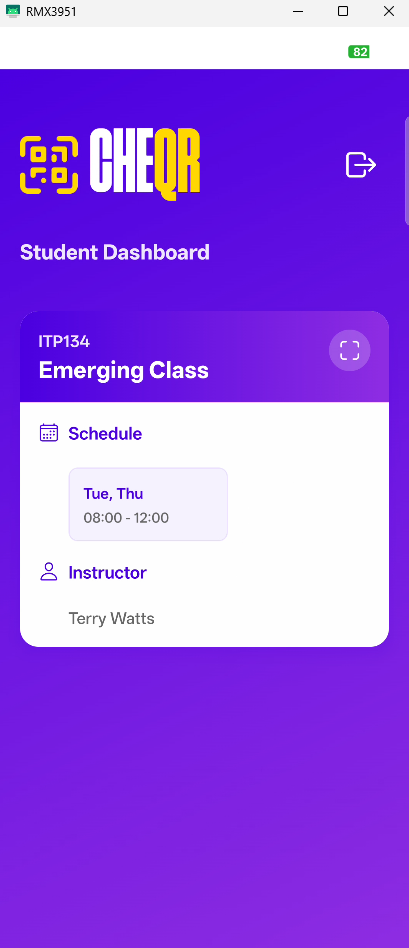 RMX3951
82
CHEQR
Student Dashboard
ITP134
Emerging Class
Schedule
Tue, Thu
08:00 - 12:00
Instructor
Terry Watts